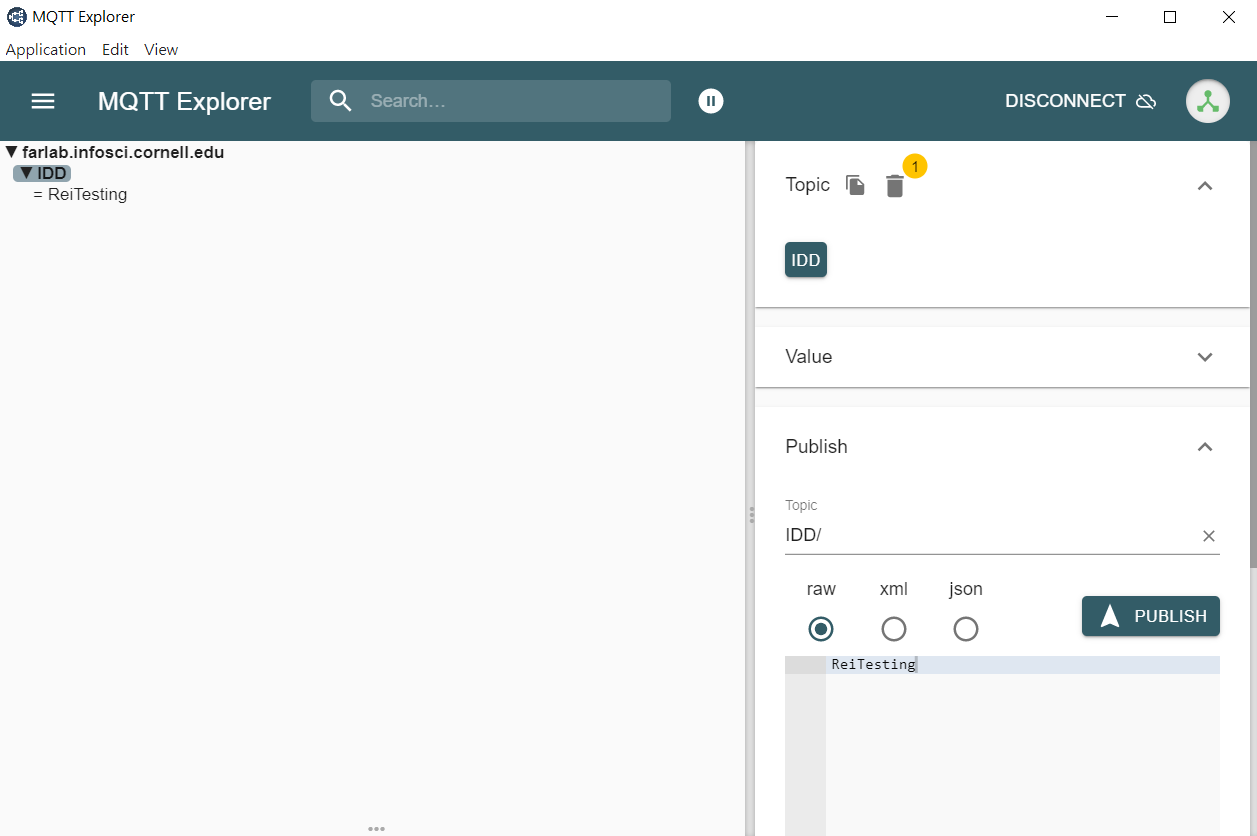 MQTT Explorer
Application Edit View
MQTT Explorer Search... DISCONNECT
▼ farlab.infosci.cornell.edu
▼ IDD
= ReiTesting
Topic 1
IDD
Value
Publish
Topic
IDD/
raw xml json
PUBLISH
ReiTesting